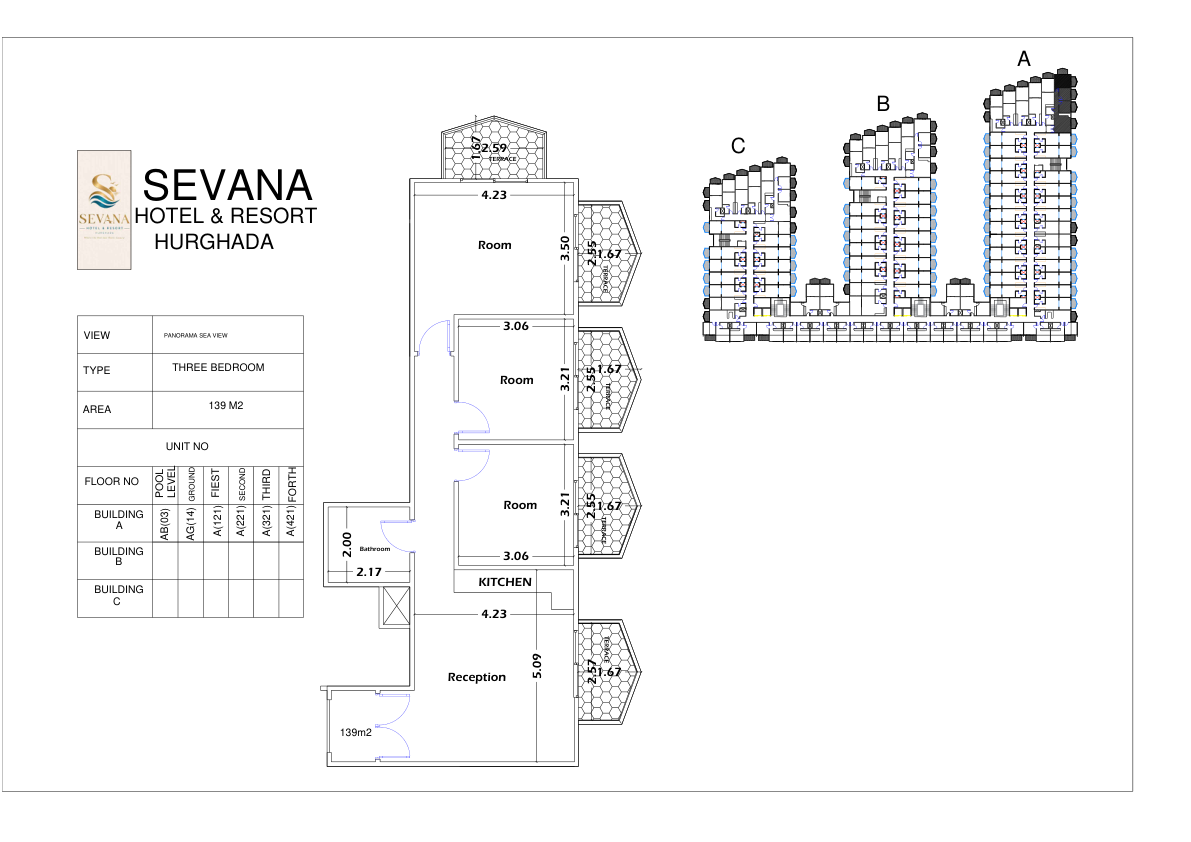 SEVANA
HOTEL & RESORT
HURGHADA
SEVANA
HOTEL & RESORT
VIEW PANORAMA SEA VIEW
TYPE THREE BEDROOM
AREA 139 M2
UNIT NO
FLOOR NO POOL LEVEL GROUND FIEST SECOND THIRD FORTH
BUILDING A AB(03) AG(14) A(121) A(221) A(321) A(421)
BUILDING B
BUILDING C
1.67
2.59
TERRACE
4.23
Room
3.50
2.55
1.67
TERRACE
3.06
Room
3.21
2.55
1.67
TERRACE
Room
3.21
3.06
2.55
1.67
TERRACE
2.00
Bathroom
2.17
KITCHEN
4.23
Reception
5.09
TERRACE
2.57
1.67
139m2
A
B
C